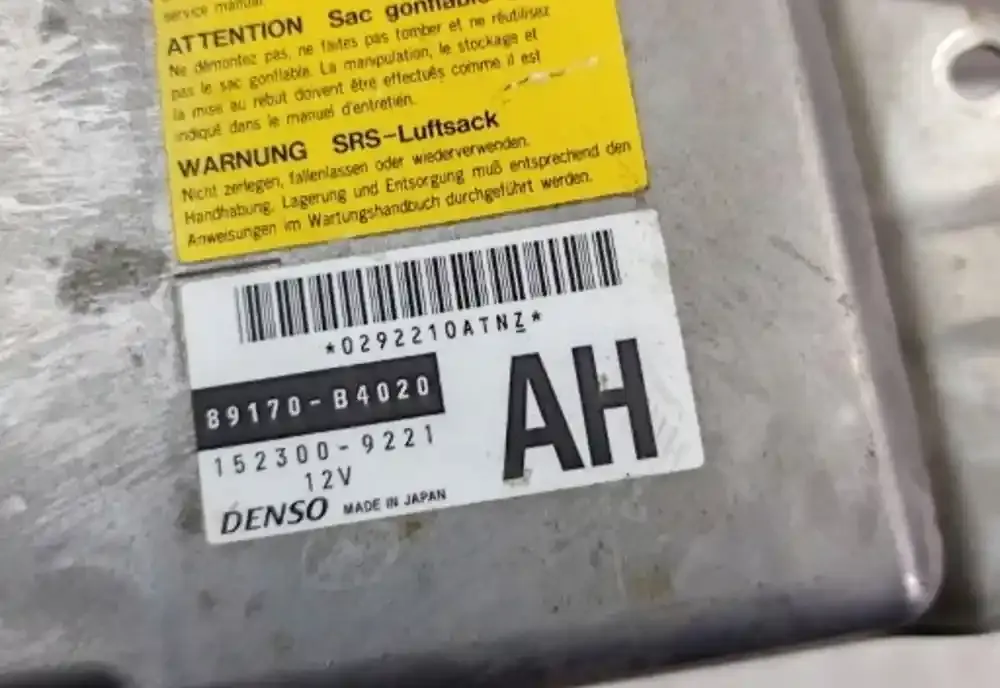 service manual
ATTENTION Sac gonflable
Ne démontez pas, ne faites pas tomber et ne réutilisez
pas le sac gonflable. La manipulation, le stockage et
la mise au rebut doivent être effectués comme il est
indiqué dans le manuel d'entretien.
WARNUNG SRS-Luftsack
Nicht zerlegen, fallenlassen oder wiederverwenden.
Handhabung, Lagerung und Entsorgung muß entsprechend den
Anweisungen im Wartungshandbuch durchgeführt werden.
*0292210ATNZ*
89170-B4020
AH
152300-9221
12V
DENSO MADE IN JAPAN